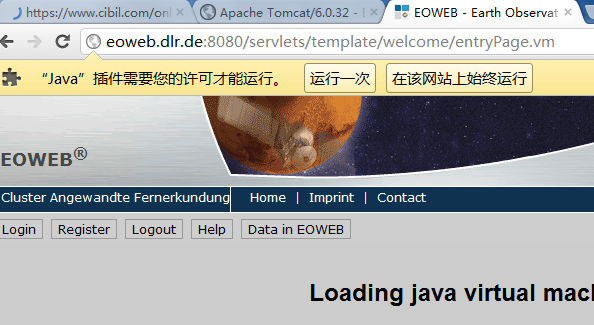 https://www.cibil.com/onl
Apache Tomcat/6.0.32 -
EOWEB - Earth Observat
eoweb.dlr.de:8080/servlets/template/welcome/entryPage.vm
“Java”插件需要您的许可才能运行。 运行一次 在该网站上始终运行
EOWEB®
Cluster Angewandte Fernerkundung Home | Imprint | Contact
Login Register Logout Help Data in EOWEB
Loading java virtual mac